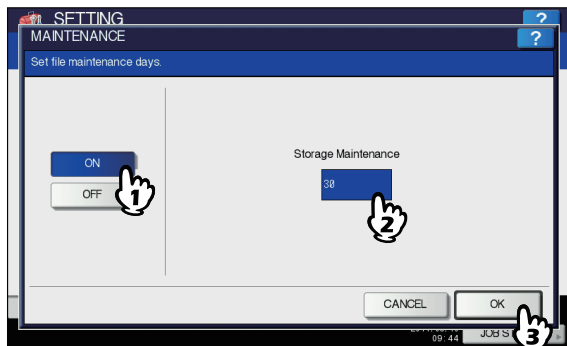 SETTING
?
MAINTENANCE
?
Set file maintenance days.
ON
OFF
1
Storage Maintenance
30
2
CANCEL
OK
3
09:44
JOB S